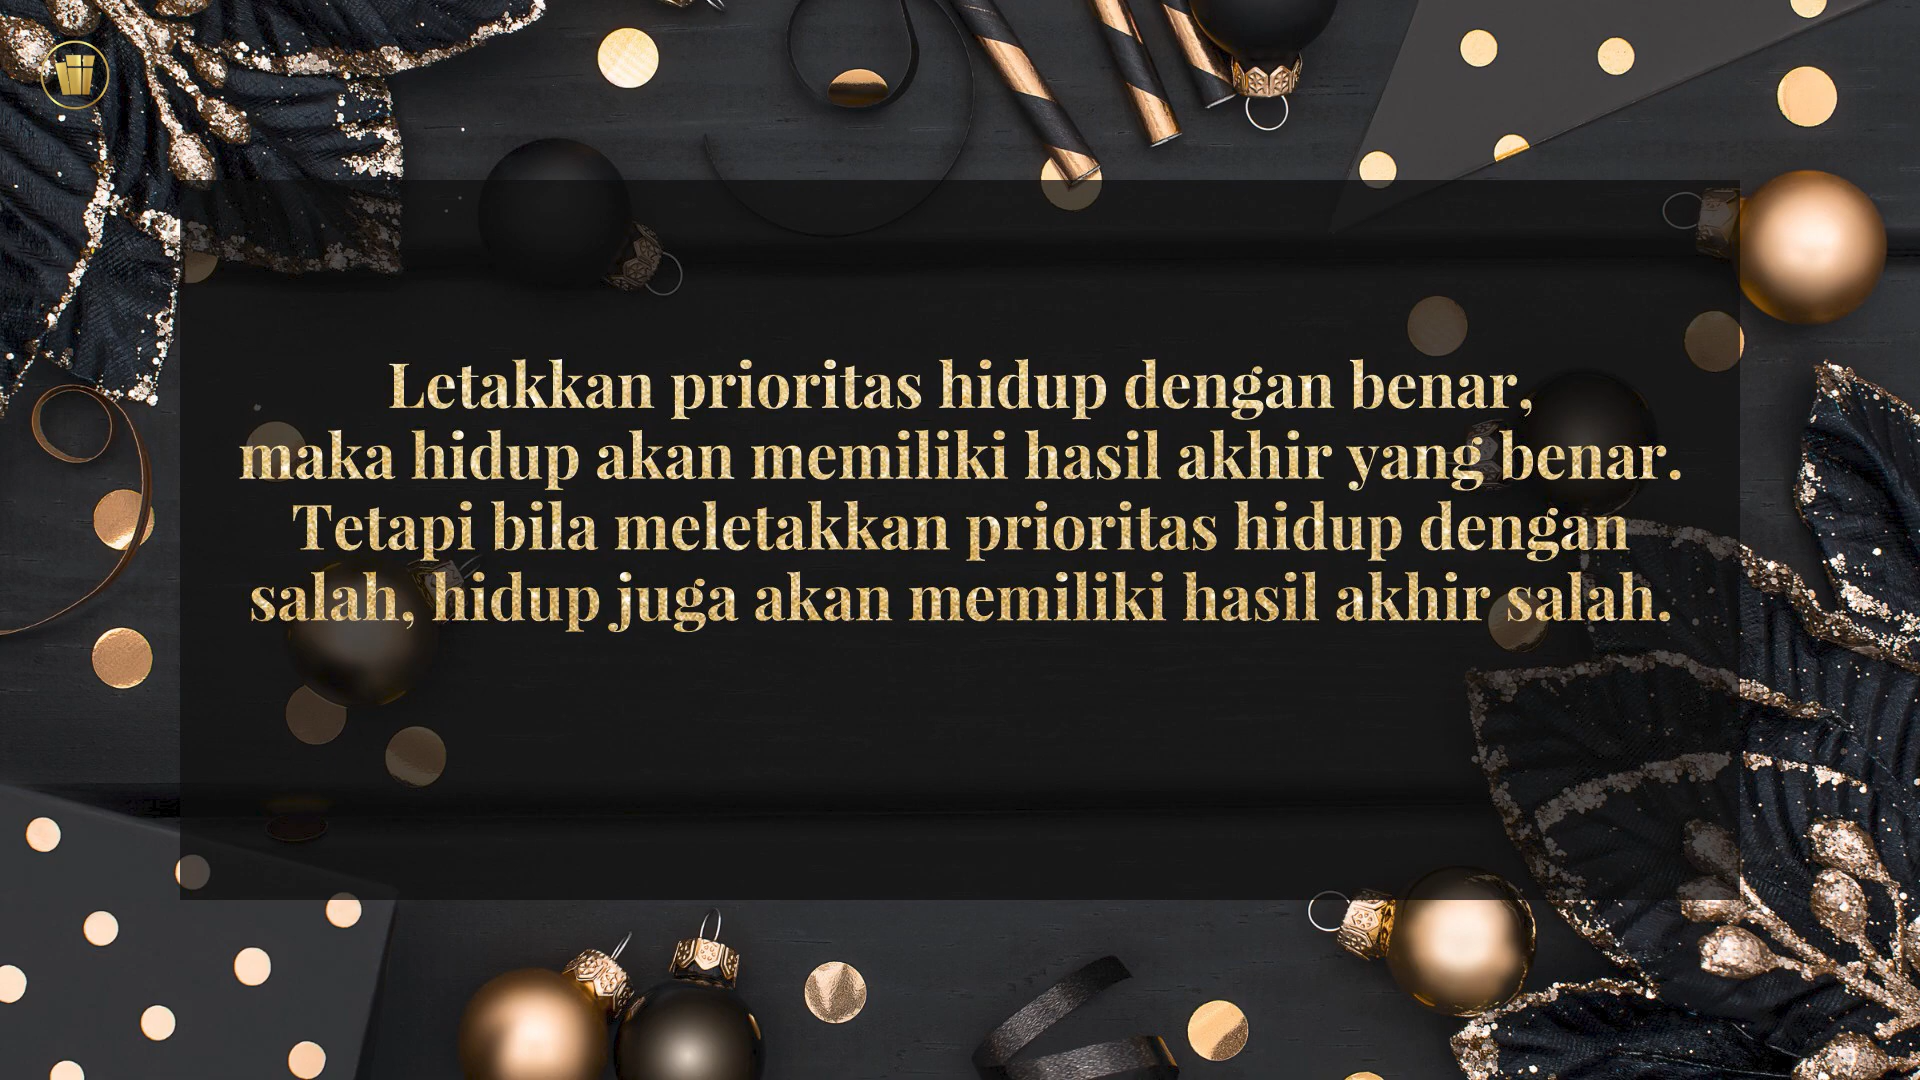 Letakkan prioritas hidup dengan benar,
maka hidup akan memiliki hasil akhir yang benar.
Tetapi bila meletakkan prioritas hidup dengan
salah, hidup juga akan memiliki hasil akhir salah.